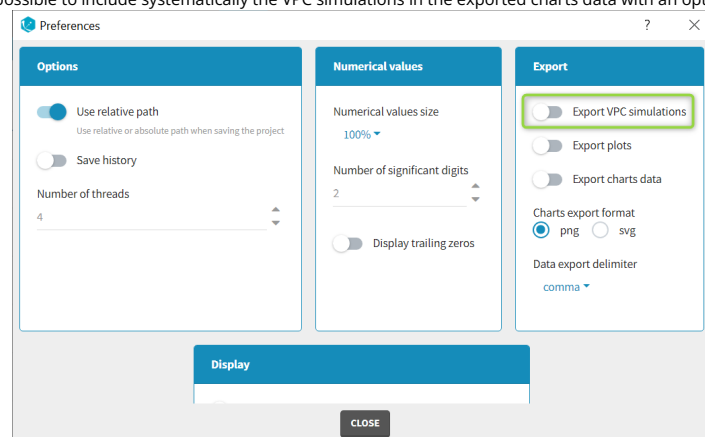 possible to include systematically the VPC simulations in the exported charts data with an
Preferences
?
Options
Use relative path
Use relative or absolute path when saving the project
Save history
Number of threads
4
Numerical values
Numerical values size
100%
Number of significant digits
2
Display trailing zeros
Export
Export VPC simulations
Export plots
Export charts data
Charts export format
png svg
Data export delimiter
comma
Display
CLOSE